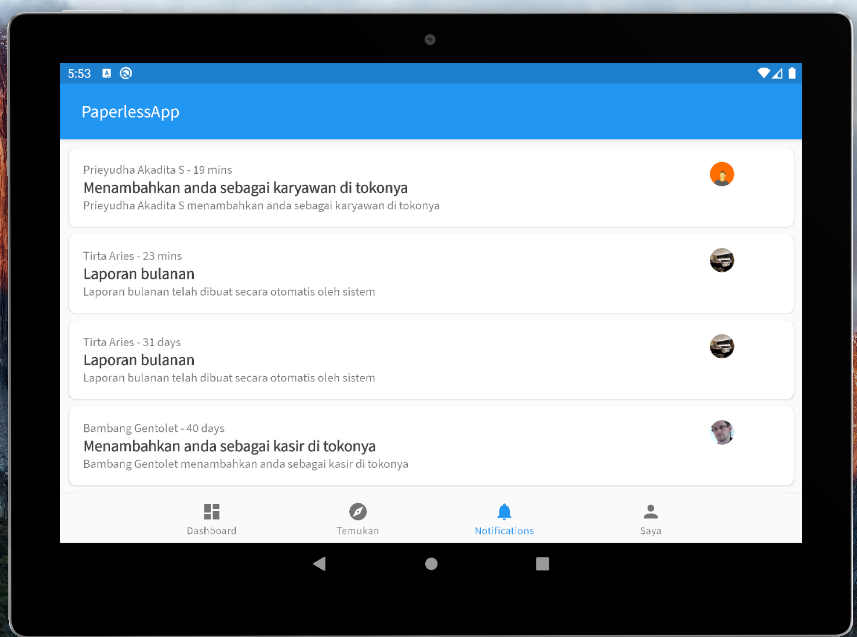 5:53
PaperlessApp
Prieyudha Akadita S - 19 mins
Menambahkan anda sebagai karyawan di tokonya
Prieyudha Akadita S menambahkan anda sebagai karyawan di tokonya
Tirta Aries - 23 mins
Laporan bulanan
Laporan bulanan telah dibuat secara otomatis oleh sistem
Tirta Aries - 31 days
Laporan bulanan
Laporan bulanan telah dibuat secara otomatis oleh sistem
Bambang Gentolet - 40 days
Menambahkan anda sebagai kasir di tokonya
Bambang Gentolet menambahkan anda sebagai kasir di tokonya
Dashboard
Temukan
Notifications
Saya